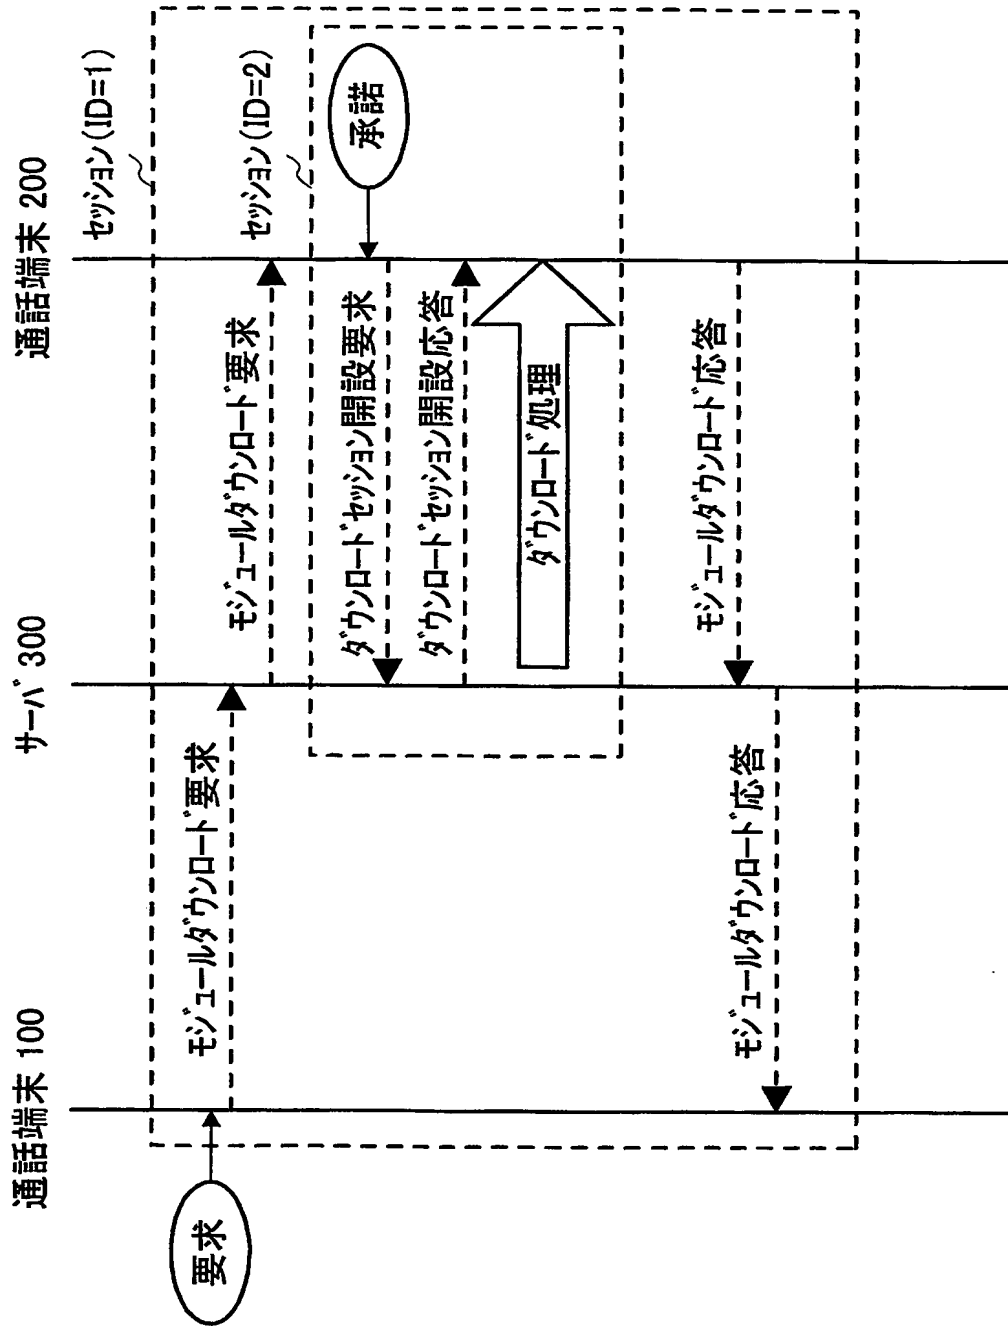 通話端末 100
サーバ 300
通話端末 200
セッション(ID=1)
要求
モジュールダウンロード要求
モジュールダウンロード要求
セッション(ID=2)
承諾
ダウンロードセッション開設要求
ダウンロードセッション開設応答
ダウンロード処理
モジュールダウンロード応答
モジュールダウンロード応答